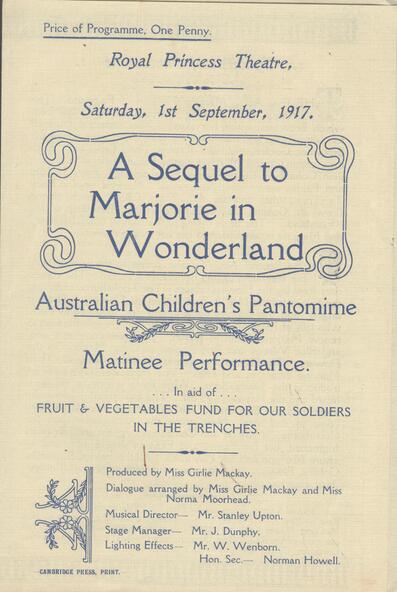 Price of Programme, One Penny.
Royal Princess Theatre,
Saturday, 1st September, 1917.
A Sequel to
Marjorie in
Wonderland
Australian Children's Pantomime
Matinee Performance.
. . . In aid of . . .
FRUIT & VEGETABLES FUND FOR OUR SOLDIERS
IN THE TRENCHES.
Produced by Miss Girlie Mackay.
Dialogue arranged by Miss Girlie Mackay and Miss
Norma Moorhead.
Musical Director— Mr. Stanley Upton.
Stage Manager— Mr. J. Dunphy.
Lighting Effects— Mr. W. Wenborn.
Hon. Sec.— Norman Howell.
CAMBRIDGE PRESS, PRINT.